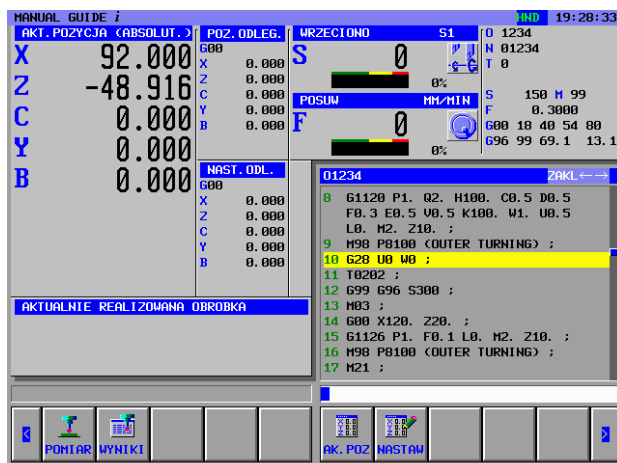 MANUAL GUIDE i HND 19:28:33
AKT.POZYCJA (ABSOLUT.)
X 92.000
Z -48.916
C 0.000
Y 0.000
B 0.000
POZ.ODLEG.
G00
X 0.000
Z 0.000
C 0.000
Y 0.000
B 0.000
NAST.ODL.
G00
X 0.000
Z 0.000
C 0.000
Y 0.000
B 0.000
WRZECIONO S1
S 0
0%
POSUW MM/MIN
F 0
0%
O 1234
N 01234
T 0
S 150 M 99
F 0.3000
G00 18 40 54 80
G96 99 69.1 13.1
AKTUALNIE REALIZOWANA OBROBKA
O1234 ZAKL←→
8 G1120 P1. Q2. H100. C0.5 D0.5
F0.3 E0.5 V0.5 K100. W1. U0.5
L0. M2. Z10. ;
9 M98 P8100 (OUTER TURNING) ;
10 G28 U0 W0 ;
11 T0202 ;
12 G99 G96 S300 ;
13 M03 ;
14 G00 X120. Z20. ;
15 G1126 P1. F0.1 L0. M2. Z10. ;
16 M98 P8100 (OUTER TURNING) ;
17 M21 ;
POMIAR WYNIKI AK.POZ NASTAW